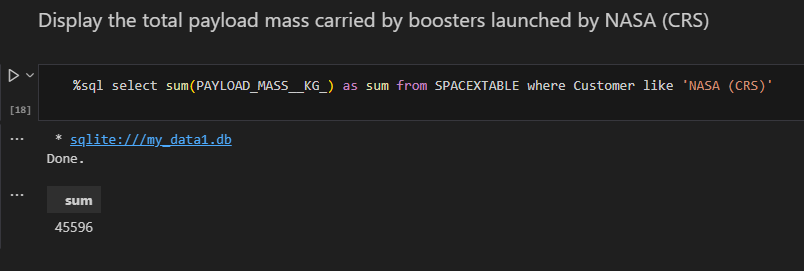 Display the total payload mass carried by boosters launched by NASA (CRS)
%sql select sum(PAYLOAD_MASS__KG_) as sum from SPACEXTABLE where Customer like 'NASA (CRS)'
[18]
... * sqlite:///my_data1.db
Done.
...
sum
45596